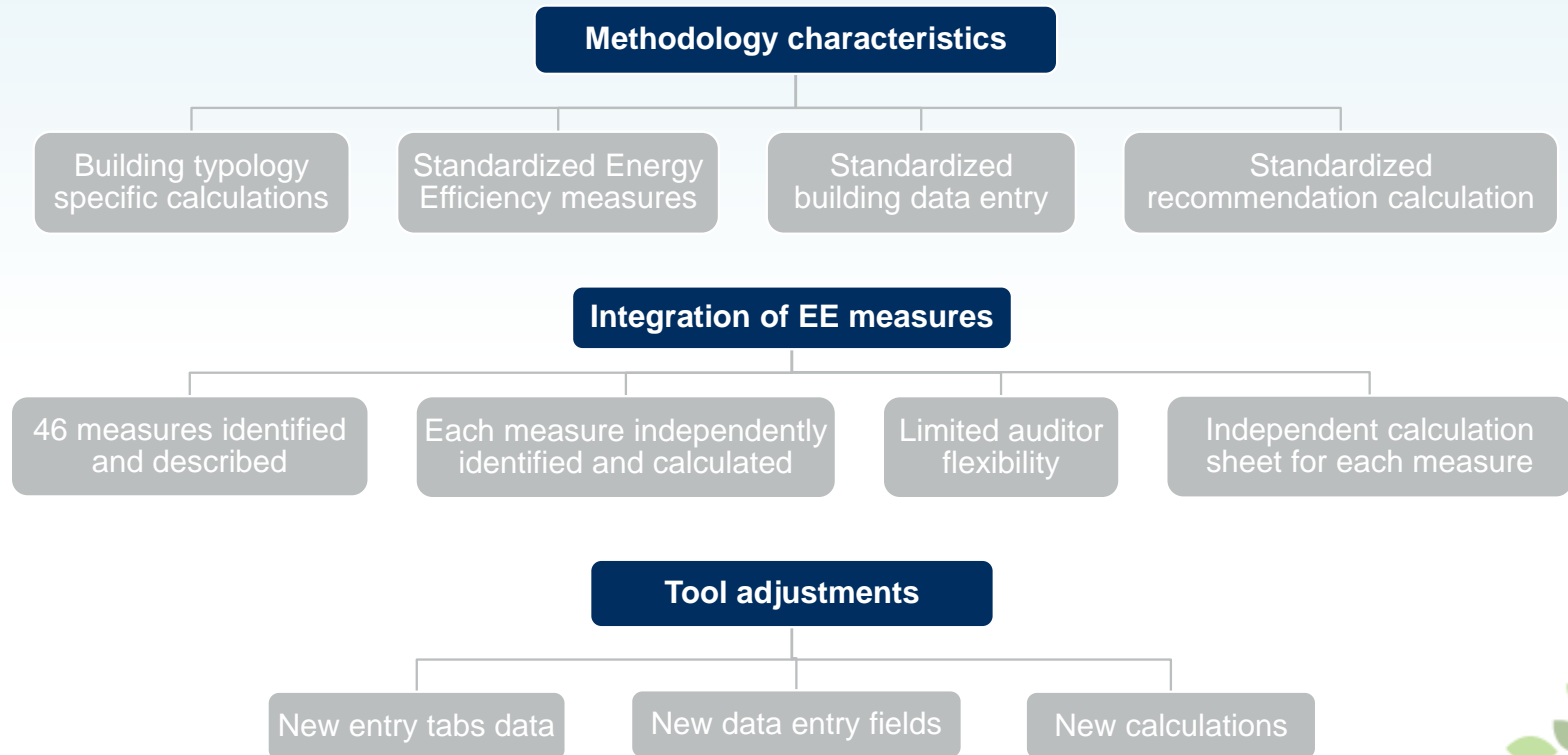 Methodology characteristics
Building typology
specific calculations
Standardized Energy
Efficiency measures
Standardized
building data entry
Standardized
recommendation calculation
Integration of EE measures
46 measures identified
and described
Each measure independently
identified and calculated
Limited auditor
flexibility
Independent calculation
sheet for each measure
Tool adjustments
New entry tabs data
New data entry fields
New calculations